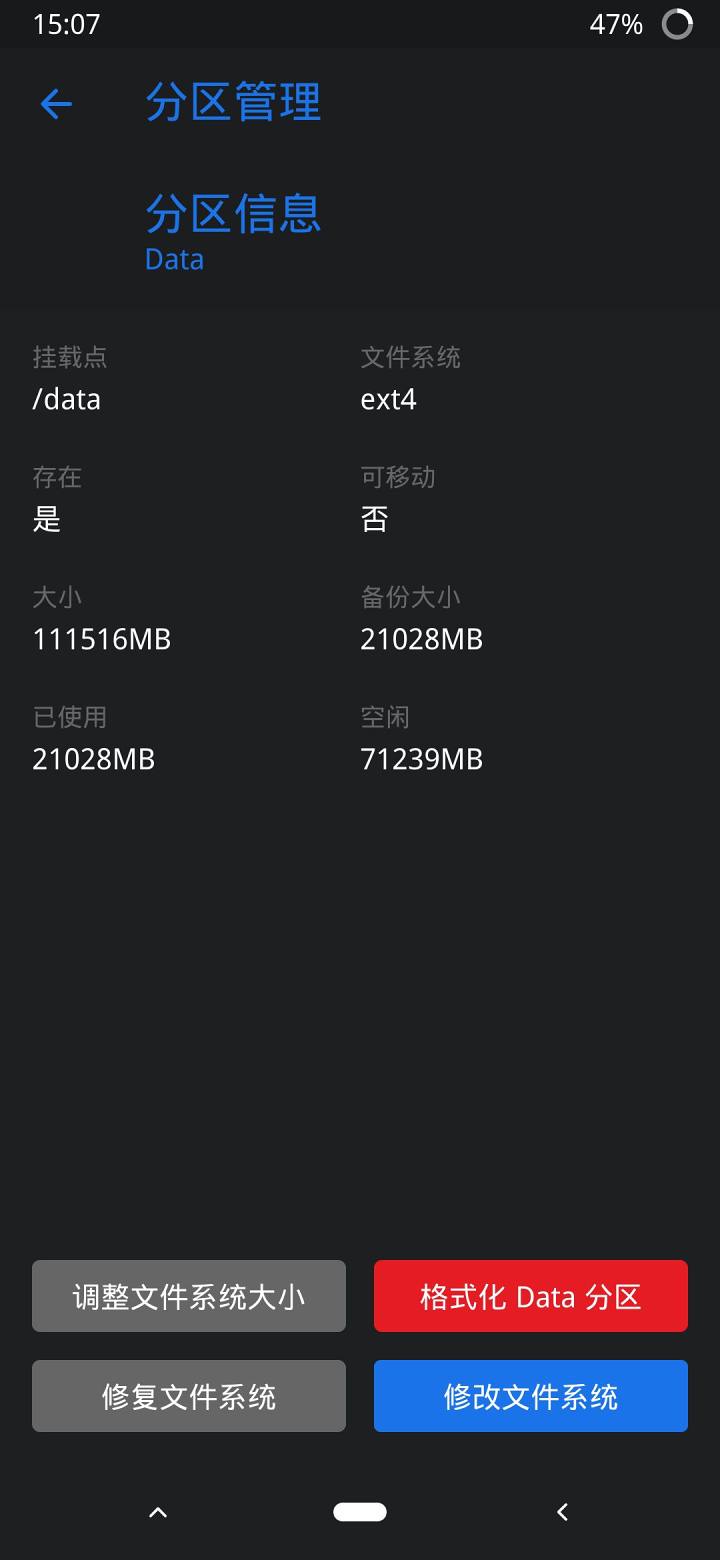 15:07 47%
分区管理
分区信息
Data
挂载点 文件系统
/data ext4
存在 可移动
是 否
大小 备份大小
111516MB 21028MB
已使用 空闲
21028MB 71239MB
调整文件系统大小 格式化 Data 分区
修复文件系统 修改文件系统